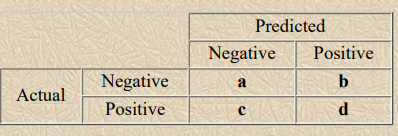 Predicted
Negative Positive
Actual Negative a b
Positive c d